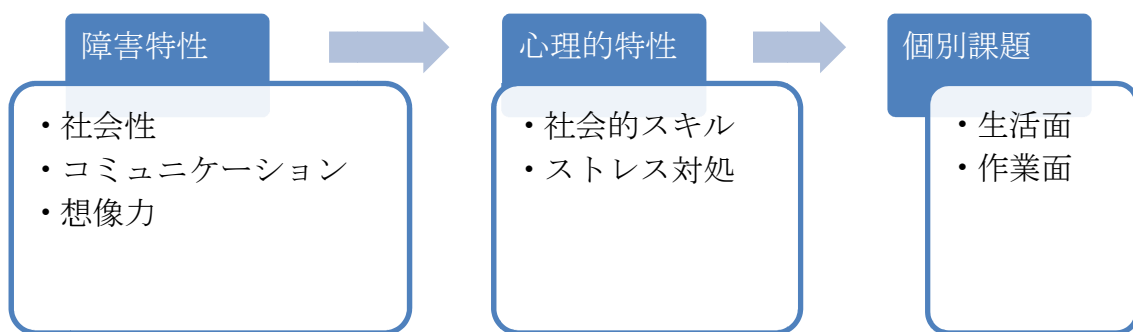 障害特性
・社会性
・コミュニケーション
・想像力
心理的特性
・社会的スキル
・ストレス対処
個別課題
・生活面
・作業面